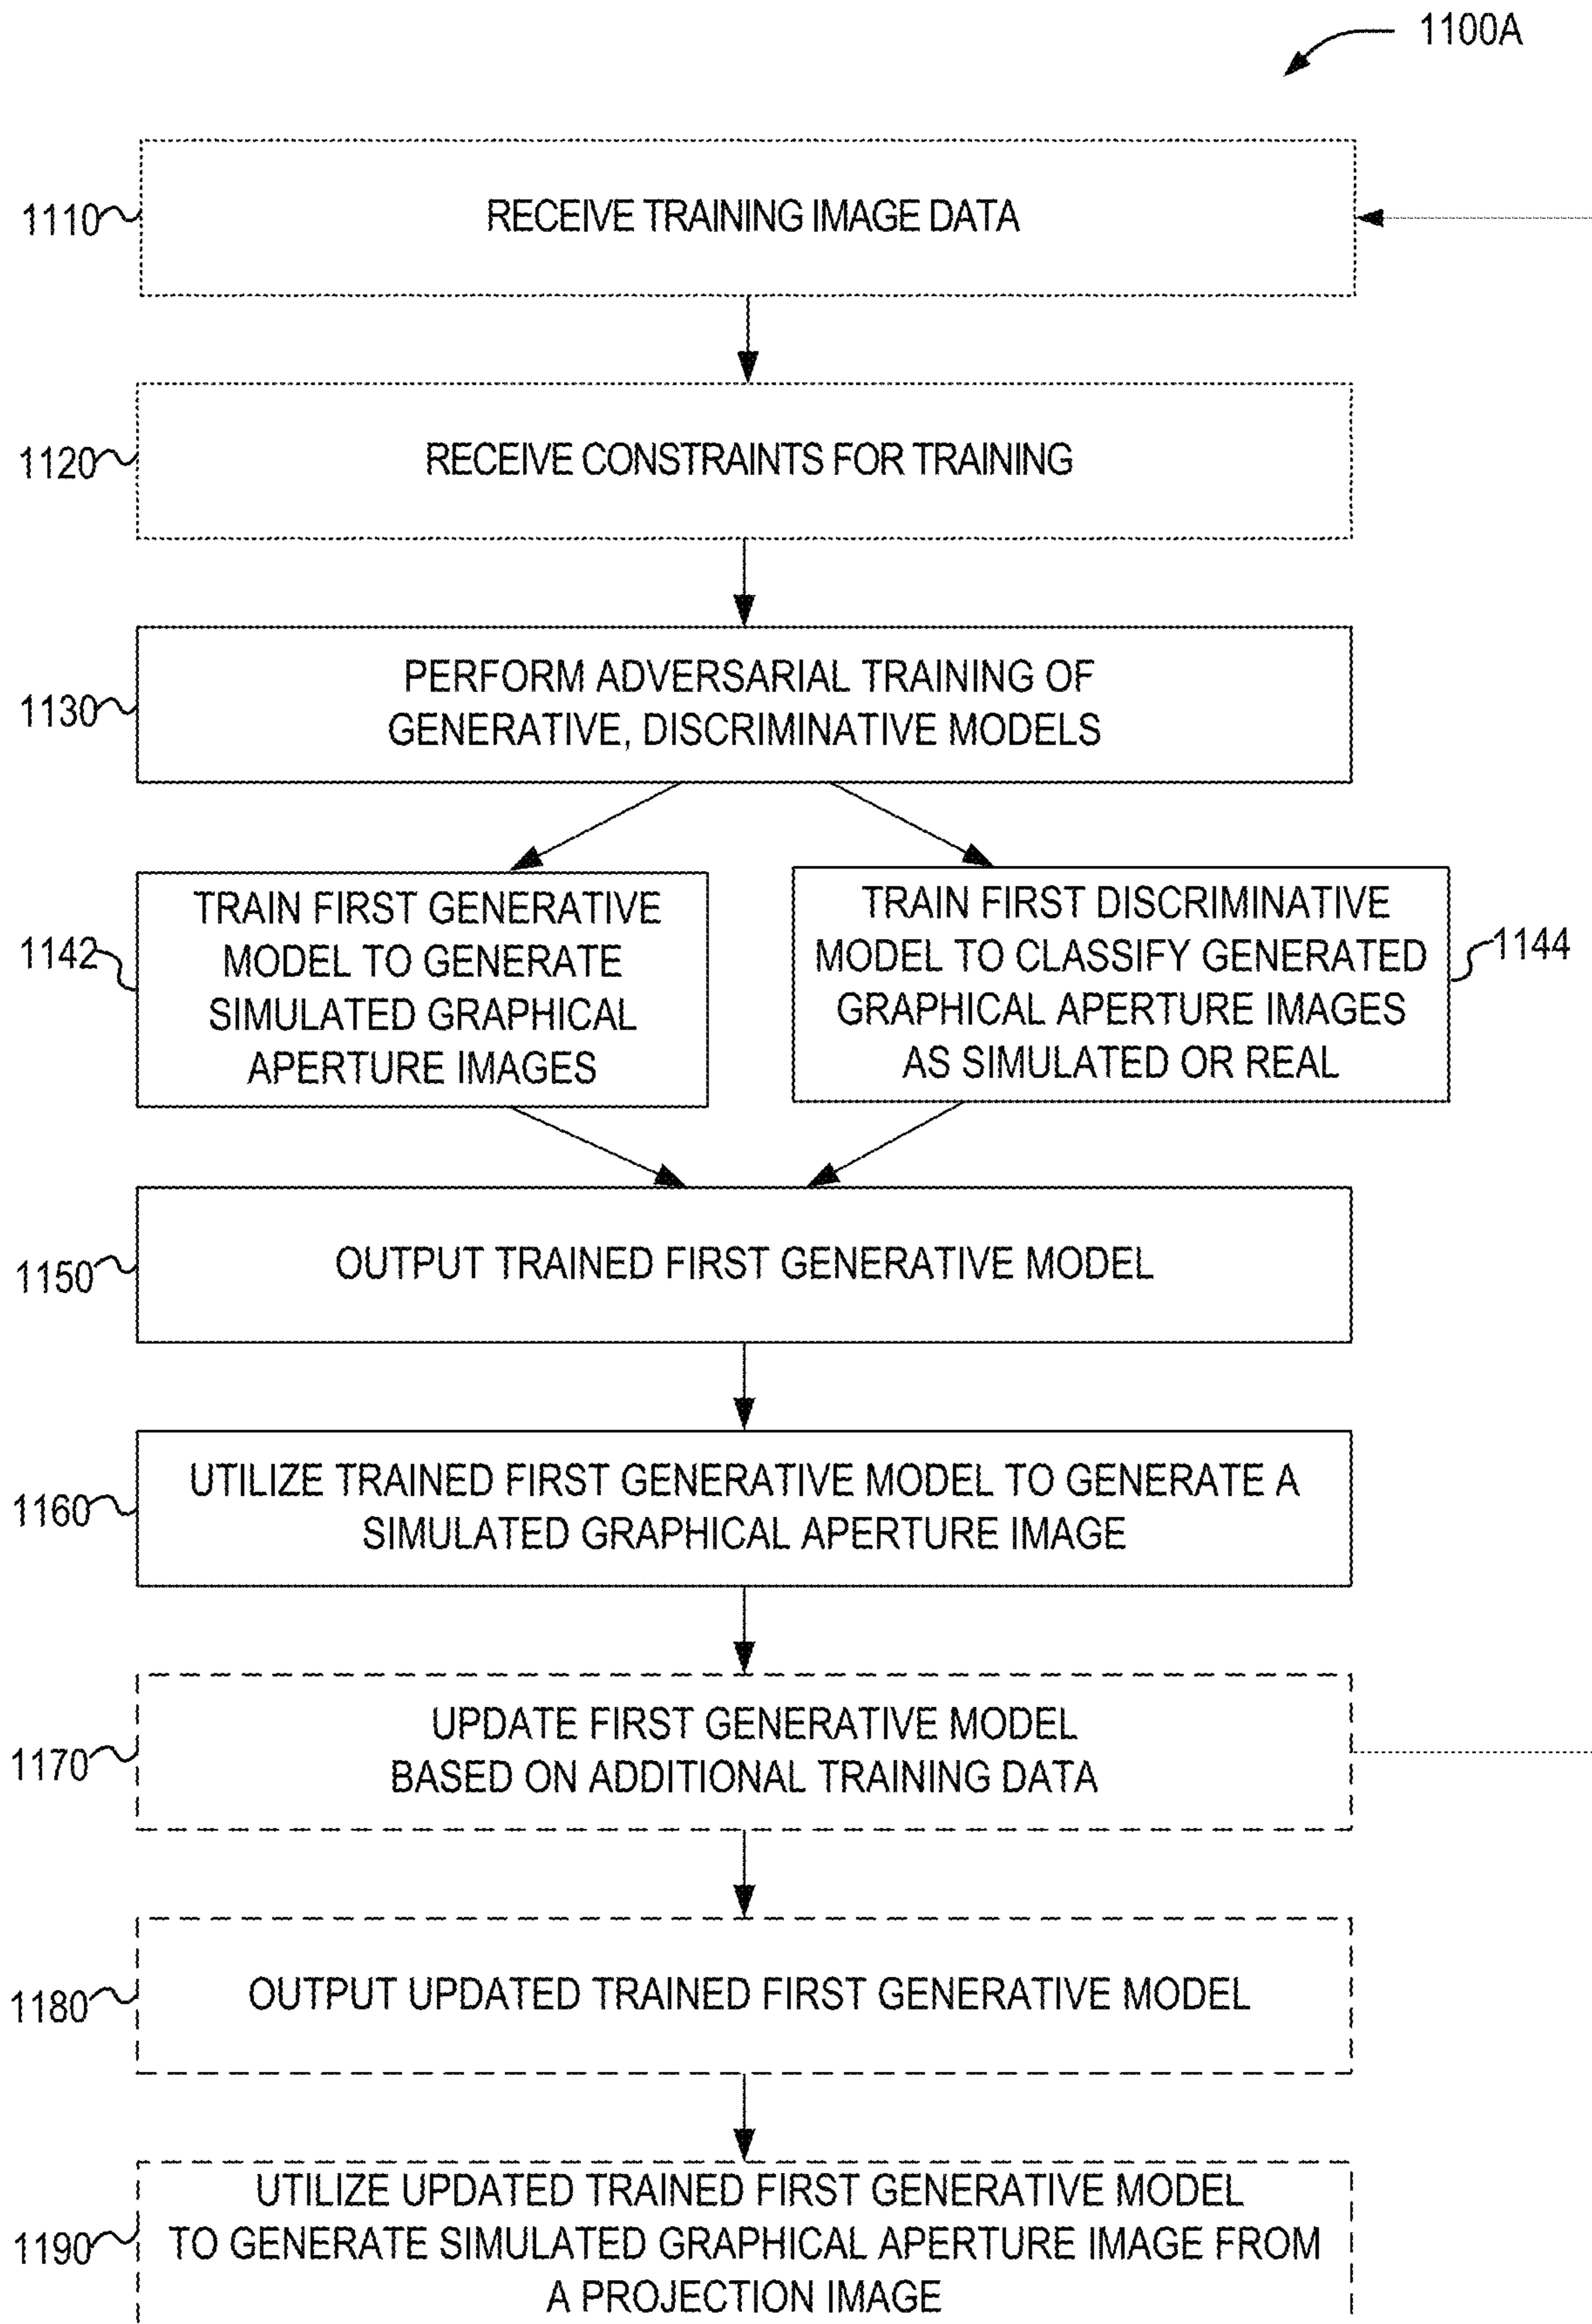 1100A
1110
RECEIVE TRAINING IMAGE DATA
1120
RECEIVE CONSTRAINTS FOR TRAINING
1130
PERFORM ADVERSARIAL TRAINING OF
GENERATIVE, DISCRIMINATIVE MODELS
1142
TRAIN FIRST GENERATIVE
MODEL TO GENERATE
SIMULATED GRAPHICAL
APERTURE IMAGES
TRAIN FIRST DISCRIMINATIVE
MODEL TO CLASSIFY GENERATED
GRAPHICAL APERTURE IMAGES
AS SIMULATED OR REAL
1144
1150
OUTPUT TRAINED FIRST GENERATIVE MODEL
1160
UTILIZE TRAINED FIRST GENERATIVE MODEL TO GENERATE A
SIMULATED GRAPHICAL APERTURE IMAGE
1170
UPDATE FIRST GENERATIVE MODEL
BASED ON ADDITIONAL TRAINING DATA
1180
OUTPUT UPDATED TRAINED FIRST GENERATIVE MODEL
1190
UTILIZE UPDATED TRAINED FIRST GENERATIVE MODEL
TO GENERATE SIMULATED GRAPHICAL APERTURE IMAGE FROM
A PROJECTION IMAGE